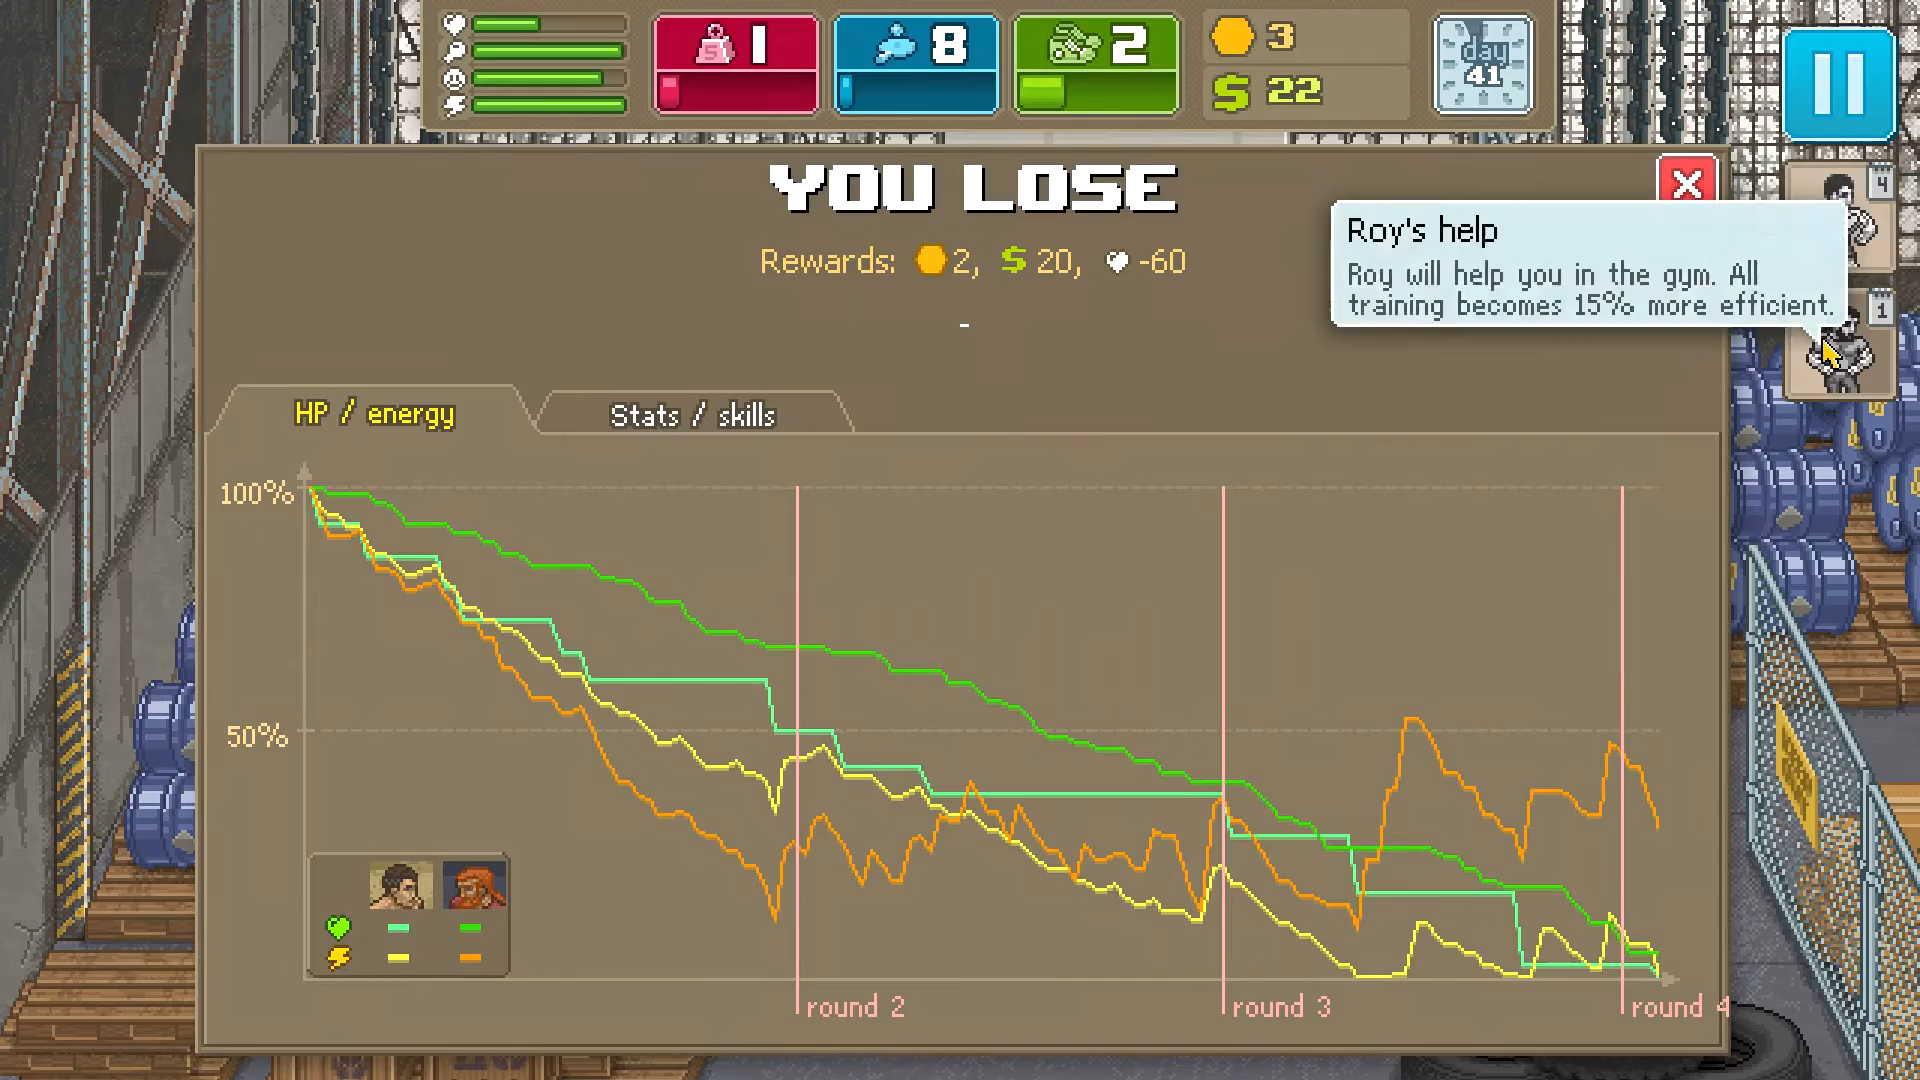 1
8
2
3
$ 22
day
41
YOU LOSE
4
Rewards: 2, $ 20, -60
Roy's help
Roy will help you in the gym. All
training becomes 15% more efficient.
1
-
HP / energy
Stats / skills
100%
50%
round 2
round 3
round 4